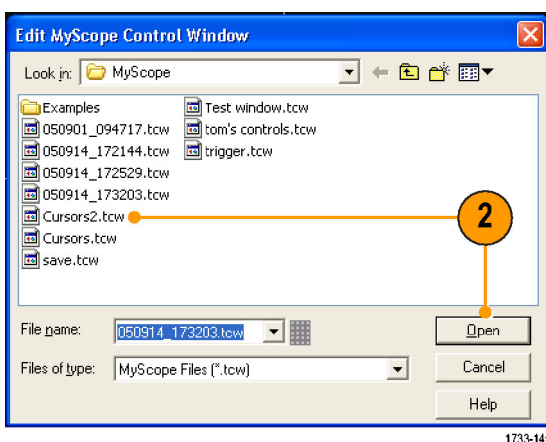 Edit MyScope Control Window
Look in: MyScope
Examples
050901_094717.tcw
050914_172144.tcw
050914_172529.tcw
050914_173203.tcw
Cursors2.tcw
Cursors.tcw
save.tcw
Test window.tcw
tom's controls.tcw
trigger.tcw
2
File name: 050914_173203.tcw
Open
Files of type: MyScope Files (*.tcw)
Cancel
Help